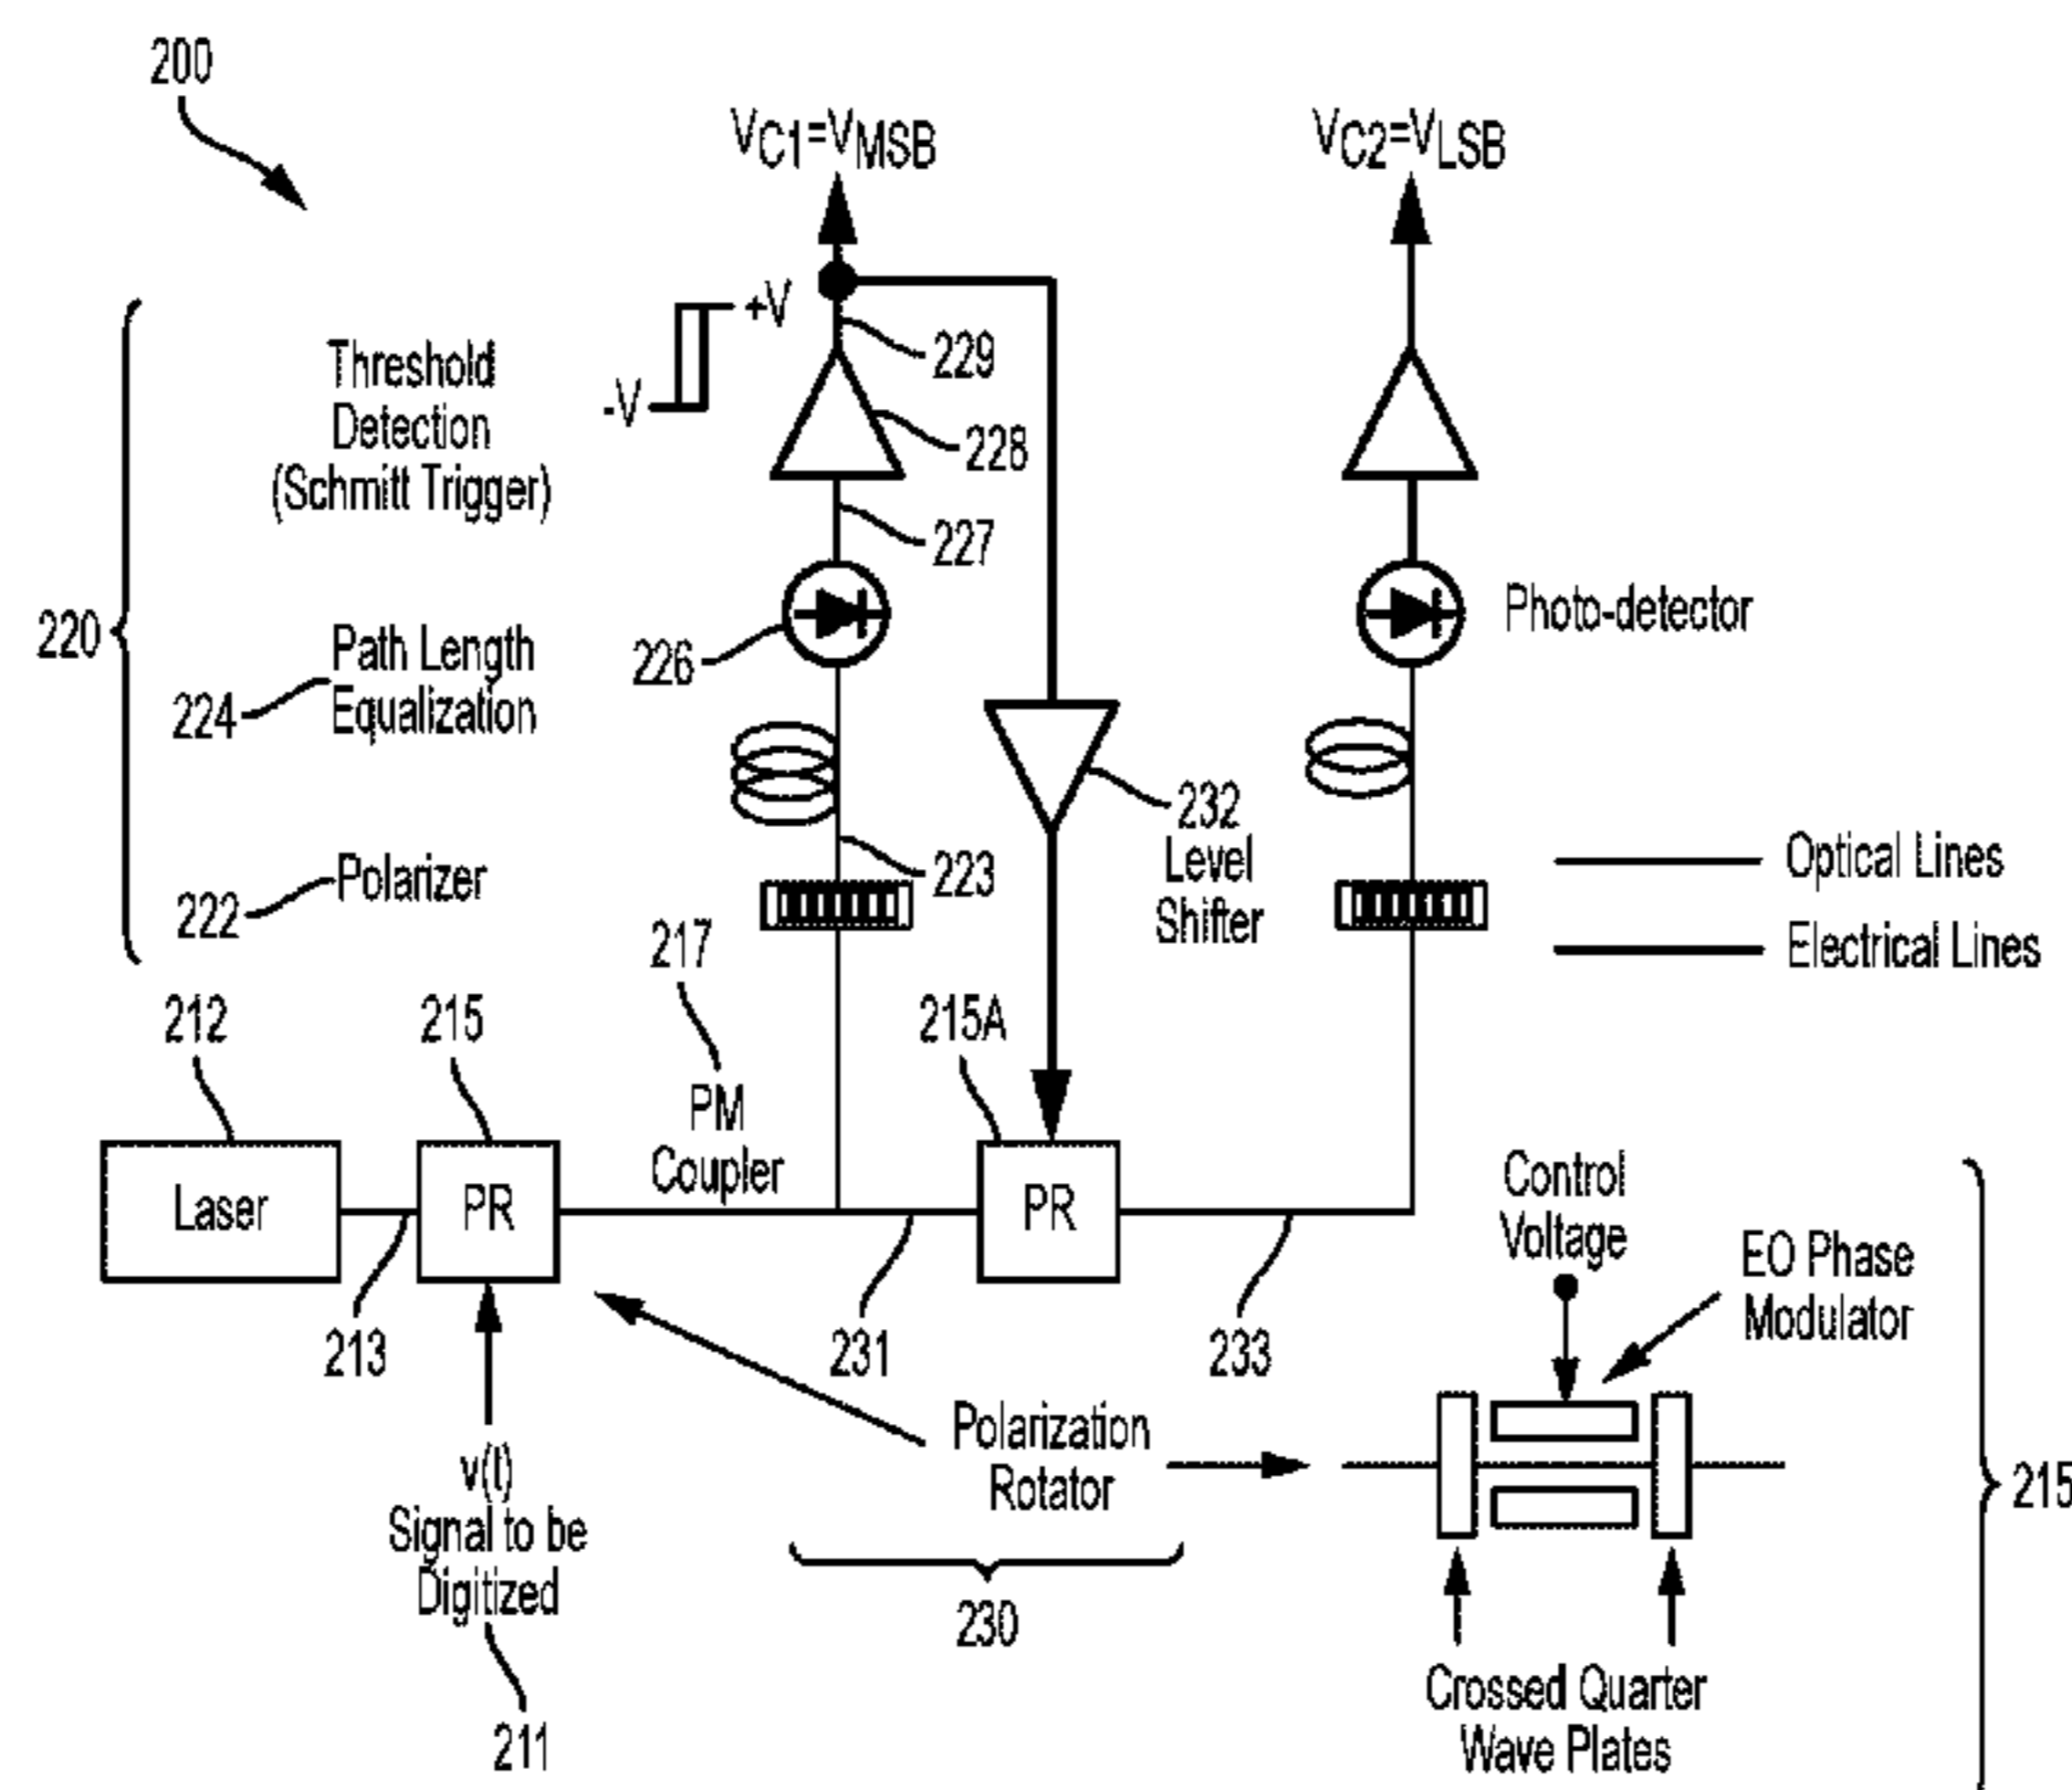 200
VC1=VMSB
VC2=VLSB
+V
-V
229
228
Threshold
Detection
(Schmitt Trigger)
227
220
226
Photo-detector
Path Length
Equalization
224
232
Level
Shifter
223
Polarizer
222
Optical Lines
Electrical Lines
217
PM
Coupler
212
215
215A
Laser
PR
PR
213
231
233
Control
Voltage
EO Phase
Modulator
v(t)
Signal to be
Digitized
211
Polarization
Rotator
230
215
Crossed Quarter
Wave Plates